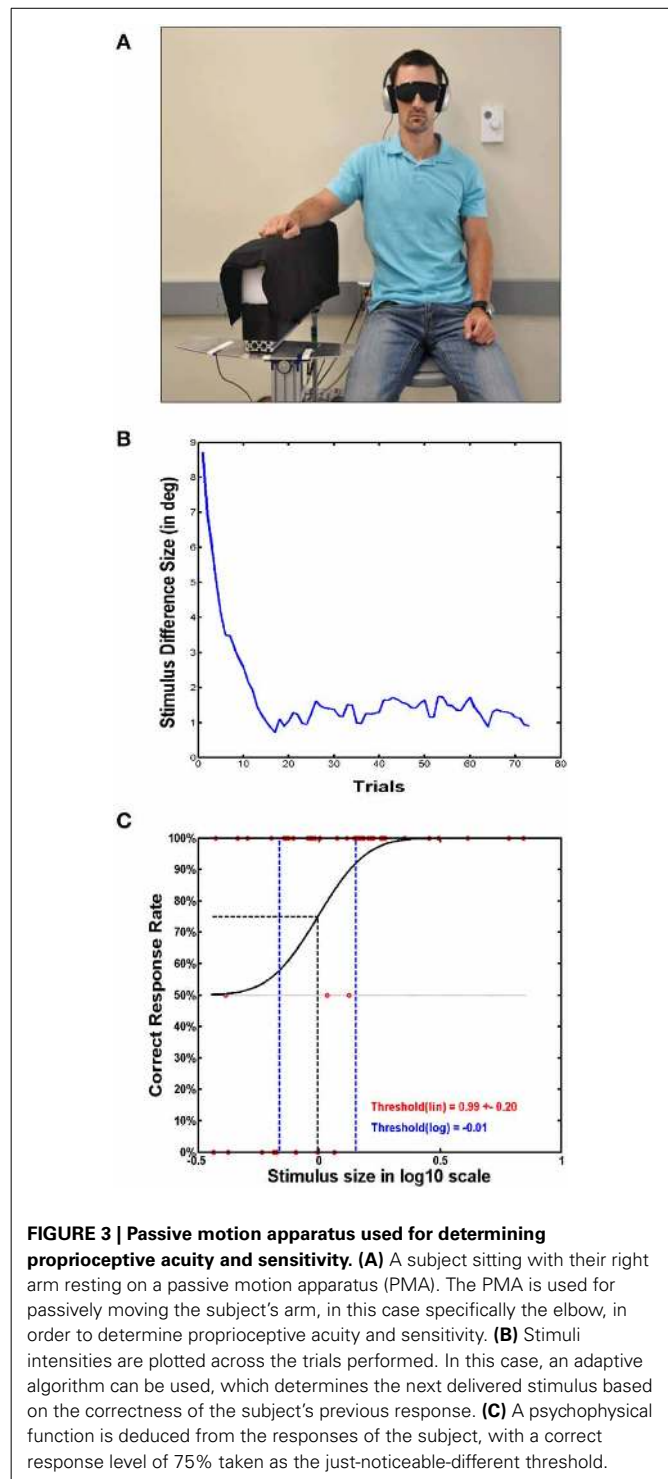 A
B
Stimulus Difference Size (in deg)
9
8
7
6
5
4
3
2
1
0
0 10 20 30 40 50 60 70 80
Trials
C
Correct Response Rate
100%
90%
80%
70%
60%
50%
40%
30%
20%
10%
0%
Threshold(lin) = 0.99 +- 0.20
Threshold(log) = -0.01
-0.5 0 0.5 1
Stimulus size in log10 scale
FIGURE 3 | Passive motion apparatus used for determining
proprioceptive acuity and sensitivity. (A) A subject sitting with their right
arm resting on a passive motion apparatus (PMA). The PMA is used for
passively moving the subject's arm, in this case specifically the elbow, in
order to determine proprioceptive acuity and sensitivity. (B) Stimuli
intensities are plotted across the trials performed. In this case, an adaptive
algorithm can be used, which determines the next delivered stimulus based
on the correctness of the subject's previous response. (C) A psychophysical
function is deduced from the responses of the subject, with a correct
response level of 75% taken as the just-noticeable-different threshold.